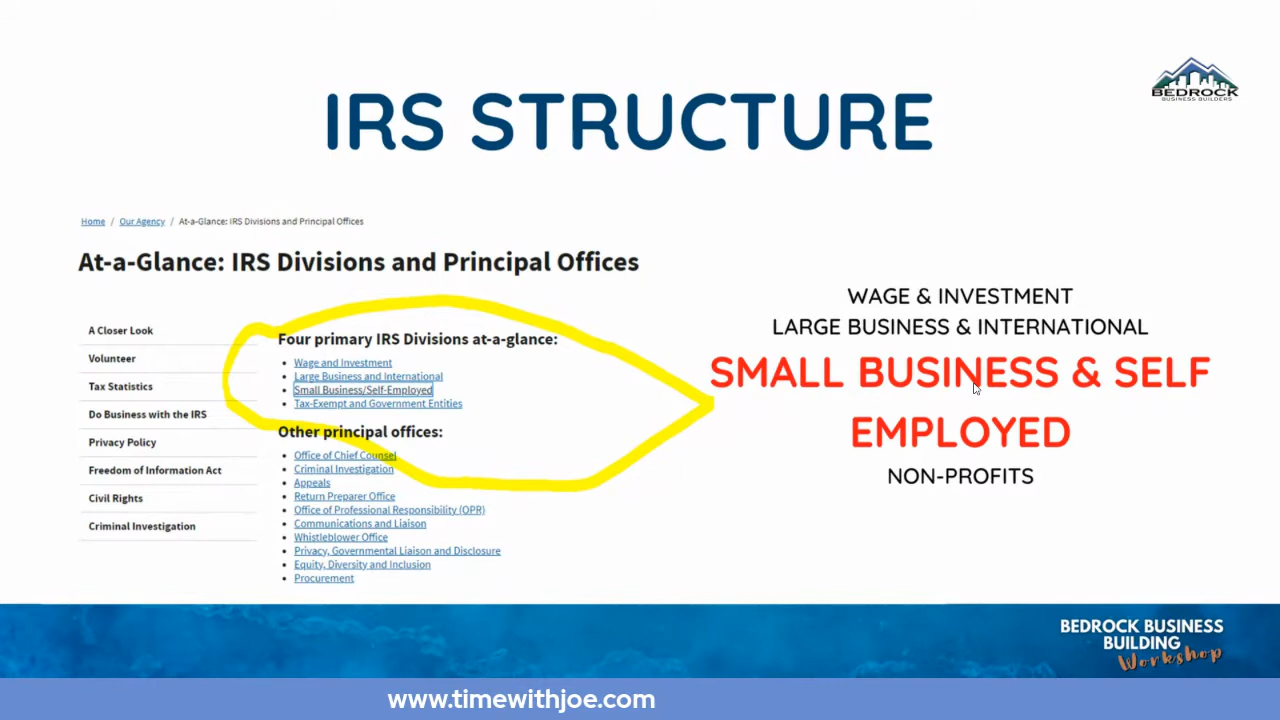 IRS STRUCTURE
BEDROCK
BUSINESS BUILDERS
Home / Our Agency / At-a-Glance: IRS Divisions and Principal Offices
At-a-Glance: IRS Divisions and Principal Offices
A Closer Look
Volunteer
Tax Statistics
Do Business with the IRS
Privacy Policy
Freedom of Information Act
Civil Rights
Criminal Investigation
Four primary IRS Divisions at-a-glance:
• Wage and Investment
• Large Business and International
• Small Business/Self-Employed
• Tax-Exempt and Government Entities
Other principal offices:
• Office of Chief Counsel
• Criminal Investigation
• Appeals
• Return Preparer Office
• Office of Professional Responsibility (OPR)
• Communications and Liaison
• Whistleblower Office
• Privacy, Governmental Liaison and Disclosure
• Equity, Diversity and Inclusion
• Procurement
WAGE & INVESTMENT
LARGE BUSINESS & INTERNATIONAL
SMALL BUSINESS & SELF
EMPLOYED
NON-PROFITS
BEDROCK BUSINESS
BUILDING
Workshop
www.timewithjoe.com